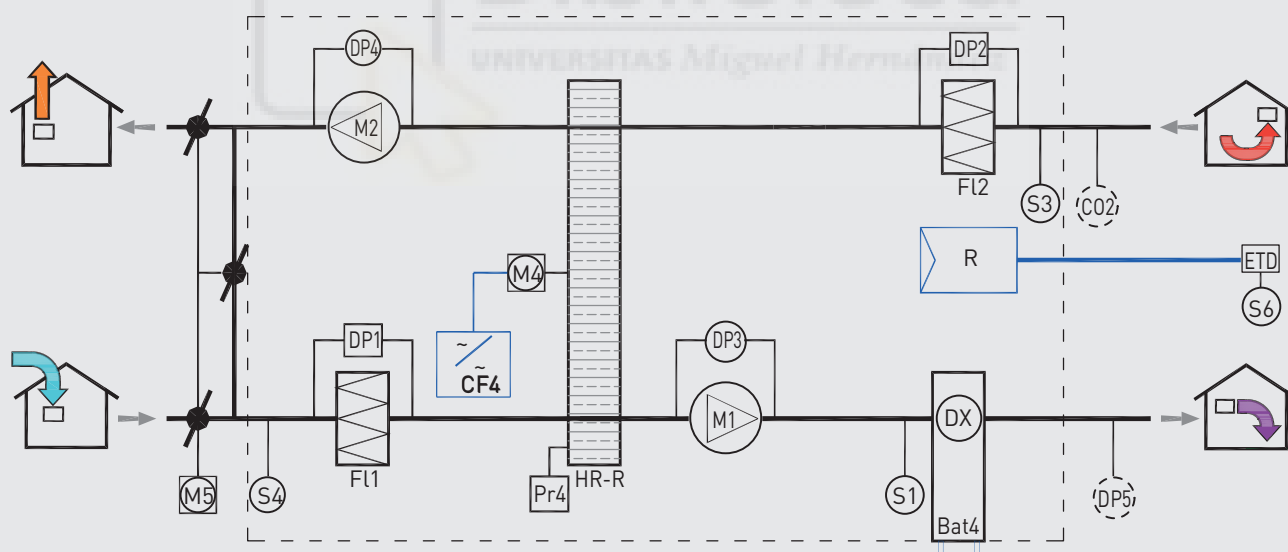 UNIVERSITAS Miguel Hernández
DP4
DP2
M2
Fl2
S3
CO2
R
ETD
S6
M4
DP1
~
~
CF4
DP3
M1
DX
M5
S4
Fl1
Pr4
HR-R
S1
Bat4
DP5